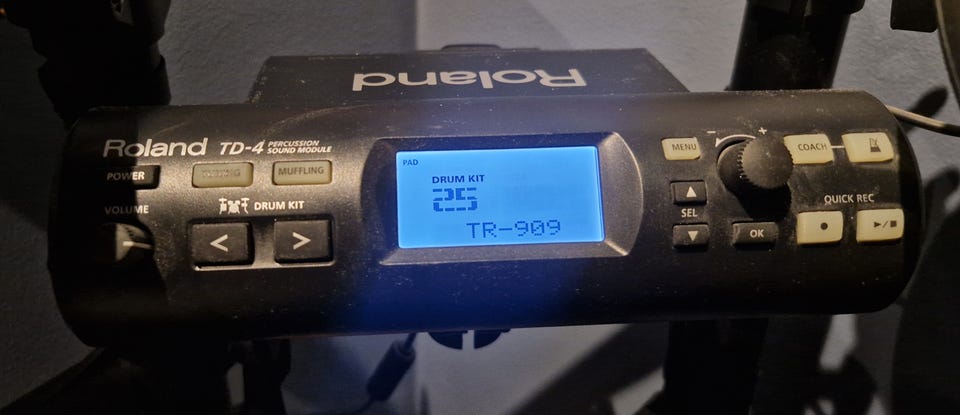 Roland
Roland TD-4 PERCUSSION SOUND MODULE
POWER
TUNING
MUFFLING
VOLUME
DRUM KIT
<
>
PAD
DRUM KIT
25
TR-909
MENU
- +
COACH
SEL
OK
QUICK REC